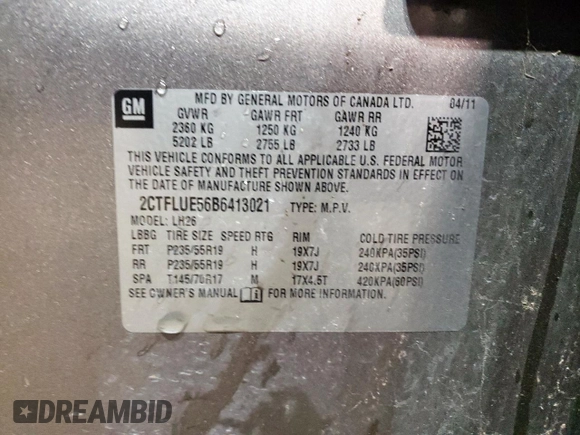 GM
MFD BY GENERAL MOTORS OF CANADA LTD. 04/11
GVWR GAWR FRT GAWR RR
2360 KG 1250 KG 1240 KG
5202 LB 2755 LB 2733 LB
THIS VEHICLE CONFORMS TO ALL APPLICABLE U.S. FEDERAL MOTOR
VEHICLE SAFETY AND THEFT PREVENTION STANDARDS IN EFFECT ON
THE DATE OF MANUFACTURE SHOWN ABOVE.
2CTFLUE56B6413021 TYPE: M.P.V.
MODEL: LH26
LBBG TIRE SIZE SPEED RTG RIM COLD TIRE PRESSURE
FRT P235/55R19 H 19X7J 240KPA(35PSI)
RR P235/55R19 H 19X7J 240KPA(35PSI)
SPA T145/70R17 M 17X4.5T 420KPA(60PSI)
SEE OWNER'S MANUAL FOR MORE INFORMATION.
DREAMBID